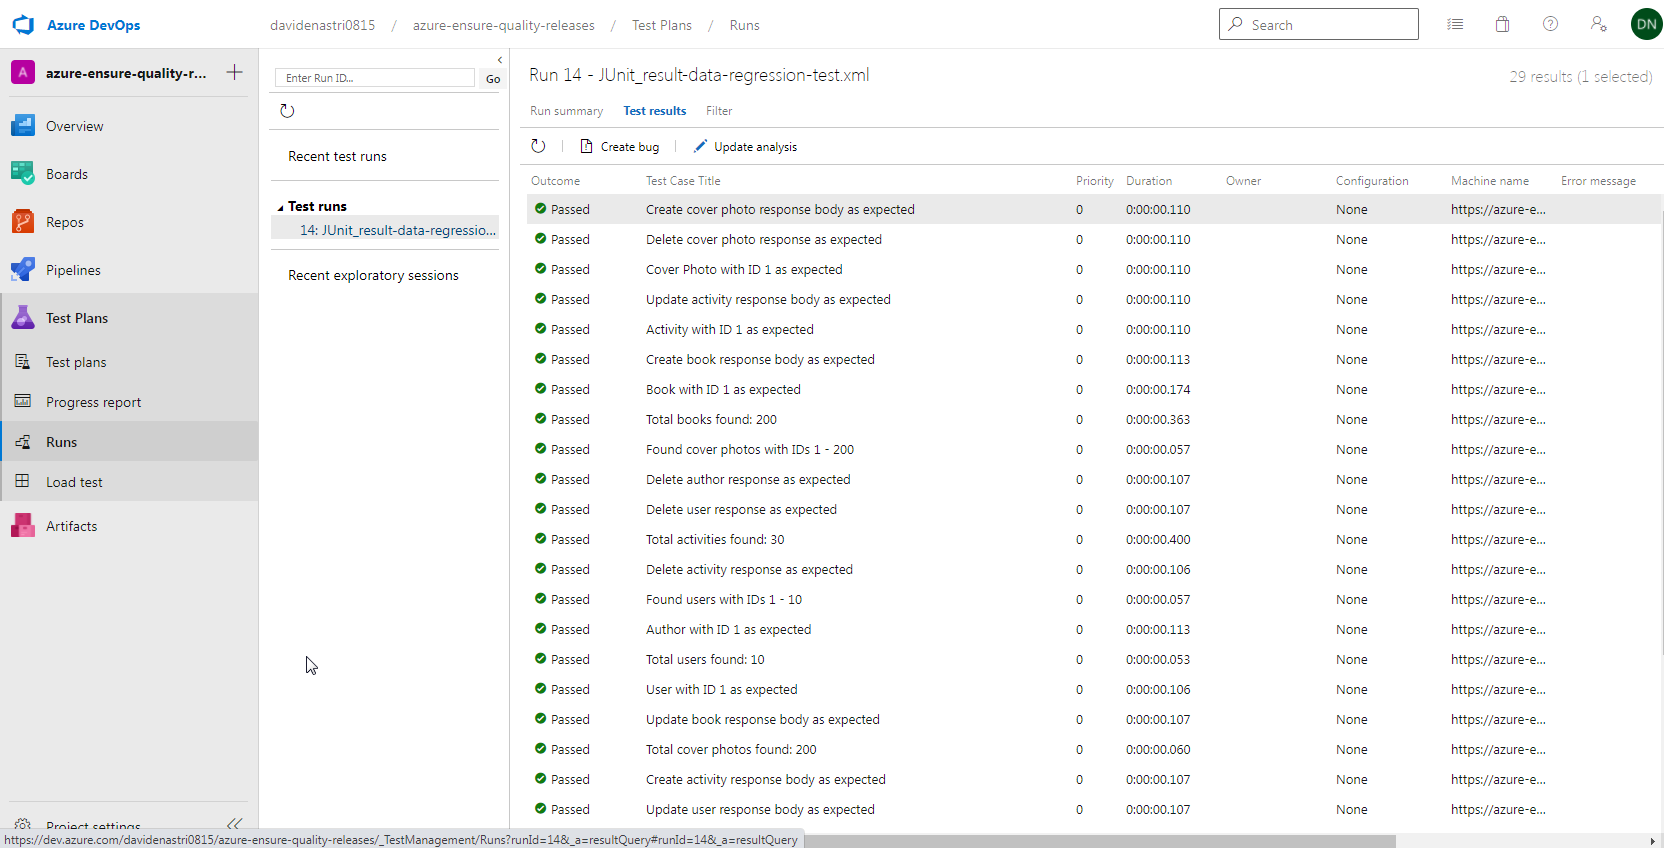 Azure DevOps
davidenastri0815 / azure-ensure-quality-releases / Test Plans / Runs
Search
DN
A azure-ensure-quality-r...
Overview
Boards
Repos
Pipelines
Test Plans
Test plans
Progress report
Runs
Load test
Artifacts
Project settings
Enter Run ID...
Go
Recent test runs
Test runs
14: JUnit_result-data-regressio...
Recent exploratory sessions
Run 14 - JUnit_result-data-regression-test.xml
29 results (1 selected)
Run summary Test results Filter
Create bug Update analysis
Outcome Test Case Title Priority Duration Owner Configuration Machine name Error message
Passed Create cover photo response body as expected 0 0:00:00.110 None https://azure-e...
Passed Delete cover photo response as expected 0 0:00:00.110 None https://azure-e...
Passed Cover Photo with ID 1 as expected 0 0:00:00.110 None https://azure-e...
Passed Update activity response body as expected 0 0:00:00.110 None https://azure-e...
Passed Activity with ID 1 as expected 0 0:00:00.110 None https://azure-e...
Passed Create book response body as expected 0 0:00:00.113 None https://azure-e...
Passed Book with ID 1 as expected 0 0:00:00.174 None https://azure-e...
Passed Total books found: 200 0 0:00:00.363 None https://azure-e...
Passed Found cover photos with IDs 1 - 200 0 0:00:00.057 None https://azure-e...
Passed Delete author response as expected 0 0:00:00.107 None https://azure-e...
Passed Delete user response as expected 0 0:00:00.107 None https://azure-e...
Passed Total activities found: 30 0 0:00:00.400 None https://azure-e...
Passed Delete activity response as expected 0 0:00:00.106 None https://azure-e...
Passed Found users with IDs 1 - 10 0 0:00:00.057 None https://azure-e...
Passed Author with ID 1 as expected 0 0:00:00.113 None https://azure-e...
Passed Total users found: 10 0 0:00:00.053 None https://azure-e...
Passed User with ID 1 as expected 0 0:00:00.106 None https://azure-e...
Passed Update book response body as expected 0 0:00:00.107 None https://azure-e...
Passed Total cover photos found: 200 0 0:00:00.060 None https://azure-e...
Passed Create activity response body as expected 0 0:00:00.107 None https://azure-e...
Passed Update user response body as expected 0 0:00:00.107 None https://azure-e...
https://dev.azure.com/davidenastri0815/azure-ensure-quality-releases/_TestManagement/Runs?runId=14&_a=resultQuery#runId=14&_a=resultQuery